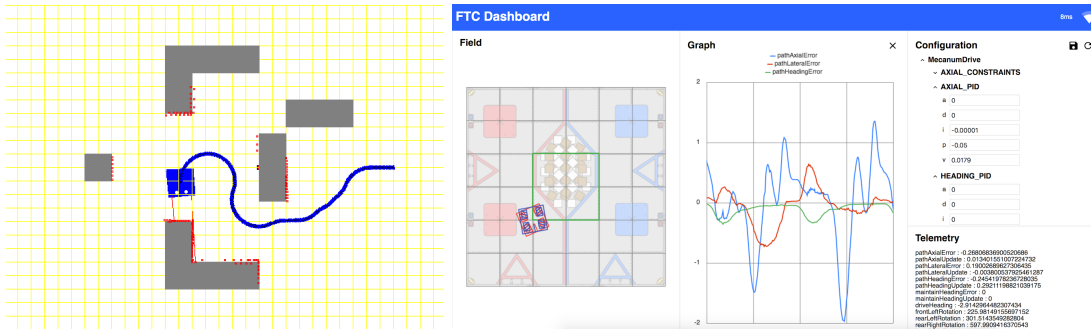 FTC Dashboard
8ms
Field
Graph
pathAxialError
pathLateralError
pathHeadingError
2
1
0
-1
-2
Configuration
MecanumDrive
AXIAL_CONSTRAINTS
AXIAL_PID
a 0
d 0
i -0.00001
p -0.05
v 0.0179
HEADING_PID
a 0
d 0
i 0
Telemetry
pathAxialError : -0.26806836900520686
pathAxialUpdate : 0.013401551007224732
pathLateralError : 0.19002689627306435
pathLateralUpdate : -0.003800537925461287
pathHeadingError : -0.24541978236728035
pathHeadingUpdate : 0.29211198821039175
maintainHeadingError : 0
maintainHeadingUpdate : 0
driveHeading : -2.9142964482307434
frontLeftRotation : 225.98149155697152
rearLeftRotation : 301.5143549282804
rearRightRotation : 597.9909416370543